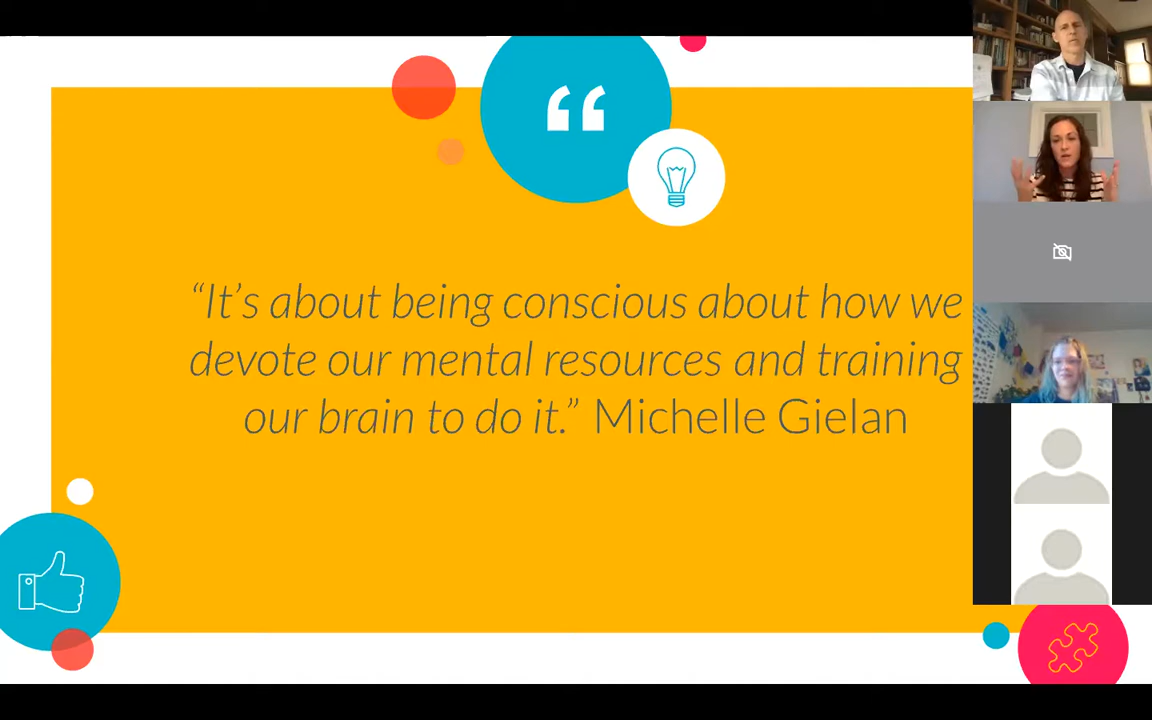 “It’s about being conscious about how we
devote our mental resources and training
our brain to do it.” Michelle Gielan